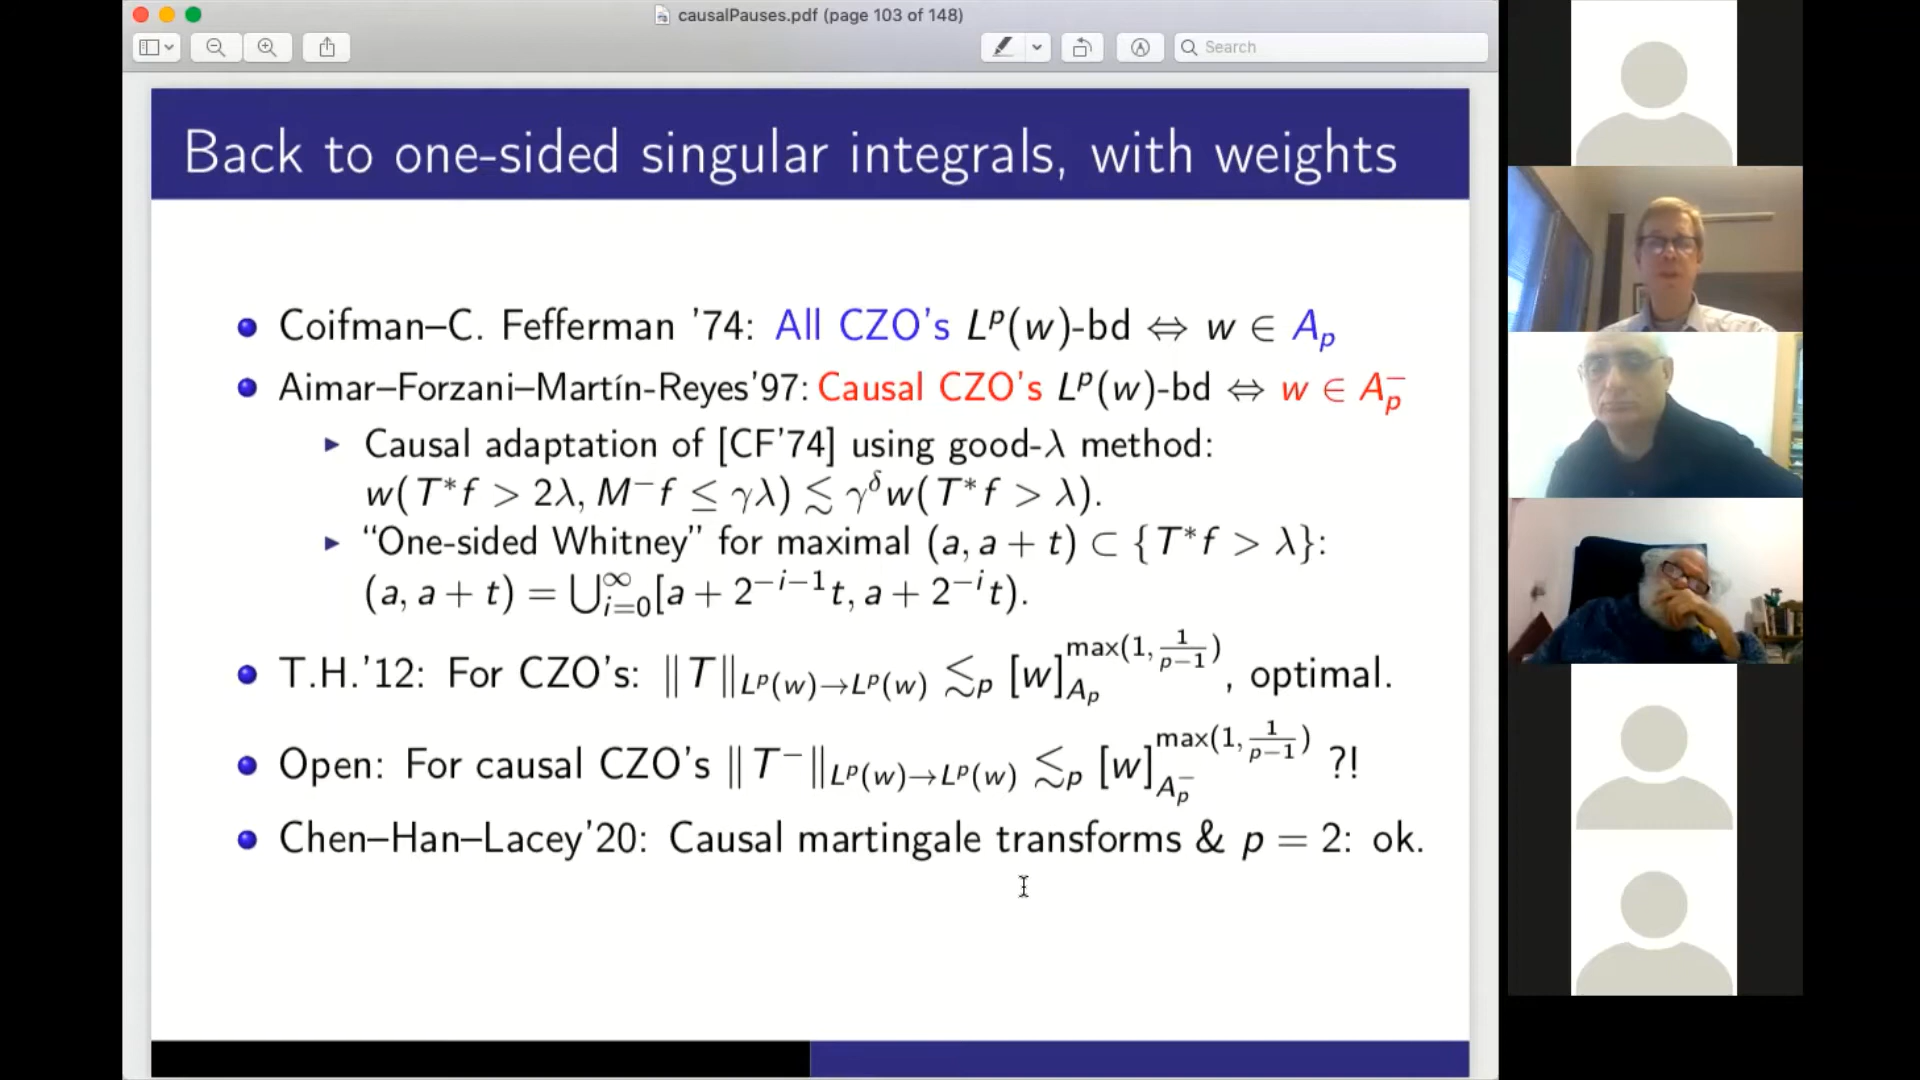 causalPauses.pdf (page 103 of 148)
Search
Back to one-sided singular integrals, with weights
Coifman–C. Fefferman '74: All CZO's L^p(w)-bd ⇔ w ∈ A_p
Aimar–Forzani–Martín-Reyes'97: Causal CZO's L^p(w)-bd ⇔ w ∈ A_p^−
Causal adaptation of [CF'74] using good-λ method:
w(T*f > 2λ, M^−f ≤ γλ) ≲ γ^δ w(T*f > λ).
“One-sided Whitney” for maximal (a, a + t) ⊂ {T*f > λ}:
(a, a + t) = ⋃_{i=0}^∞ [a + 2^{−i−1}t, a + 2^{−i}t).
T.H.'12: For CZO's: ‖T‖_{L^p(w)→L^p(w)} ≲_p [w]_{A_p}^{max(1, 1/(p−1))}, optimal.
Open: For causal CZO's ‖T^−‖_{L^p(w)→L^p(w)} ≲_p [w]_{A_p^−}^{max(1, 1/(p−1))} ?!
Chen–Han–Lacey'20: Causal martingale transforms & p = 2: ok.